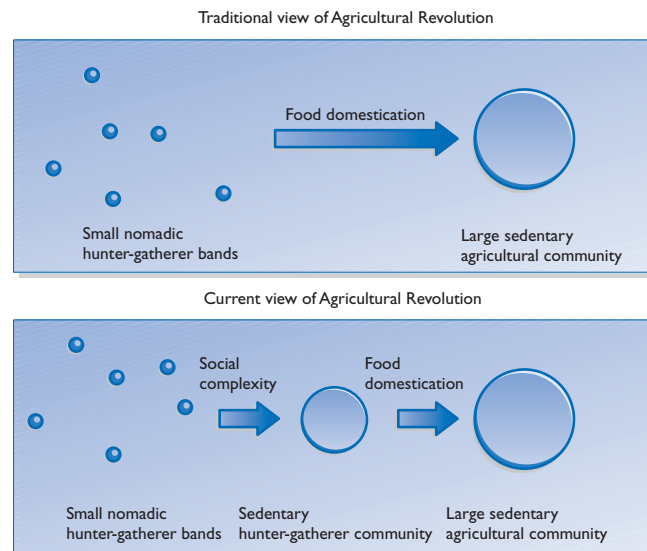 Traditional view of Agricultural Revolution
Food domestication
Small nomadic
hunter-gatherer bands
Large sedentary
agricultural community
Current view of Agricultural Revolution
Social
complexity
Food
domestication
Small nomadic
hunter-gatherer bands
Sedentary
hunter-gatherer community
Large sedentary
agricultural community